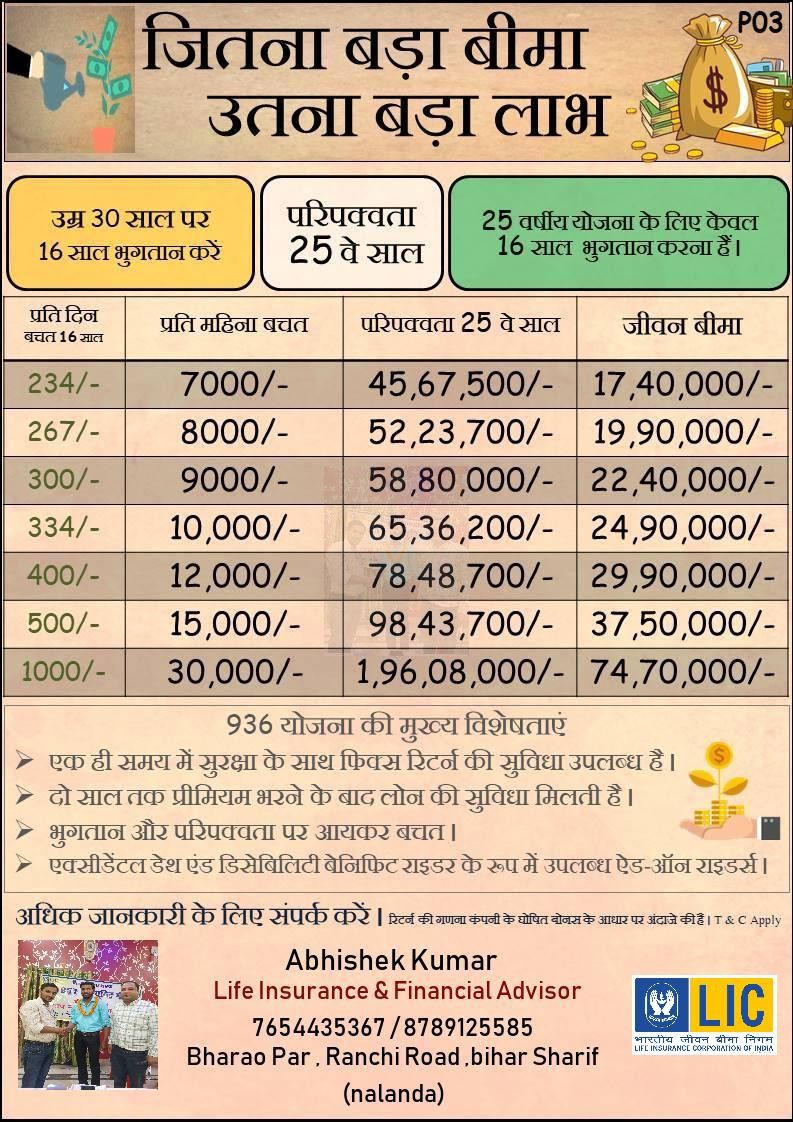 P03
जितना बड़ा बीमा
उतना बड़ा लाभ
उम्र 30 साल पर
16 साल भुगतान करें
परिपक्वता
25 वे साल
25 वर्षीय योजना के लिए केवल
16 साल भुगतान करना हैं।
प्रति दिन
बचत 16 साल
प्रति महिना बचत
परिपक्वता 25 वे साल
जीवन बीमा
234/- 7000/- 45,67,500/- 17,40,000/-
267/- 8000/- 52,23,700/- 19,90,000/-
300/- 9000/- 58,80,000/- 22,40,000/-
334/- 10,000/- 65,36,200/- 24,90,000/-
400/- 12,000/- 78,48,700/- 29,90,000/-
500/- 15,000/- 98,43,700/- 37,50,000/-
1000/- 30,000/- 1,96,08,000/- 74,70,000/-
936 योजना की मुख्य विशेषताएं
एक ही समय में सुरक्षा के साथ फिक्स रिटर्न की सुविधा उपलब्ध है।
दो साल तक प्रीमियम भरने के बाद लोन की सुविधा मिलती हैं।
भुगतान और परिपक्वता पर आयकर बचत।
एक्सीडेंटल डेथ एंड डिसेबिलिटी बेनिफिट राइडर के रूप में उपलब्ध ऐड-ऑन राइडर्स।
अधिक जानकारी के लिए संपर्क करें। रिटर्न की गणना कंपनी के घोषित बोनस के आधार पर अंदाजे की है। T & C Apply
Abhishek Kumar
Life Insurance & Financial Advisor
7654435367 / 8789125585
Bharao Par , Ranchi Road ,bihar Sharif
(nalanda)
LIC
भारतीय जीवन बीमा निगम
LIFE INSURANCE CORPORATION OF INDIA